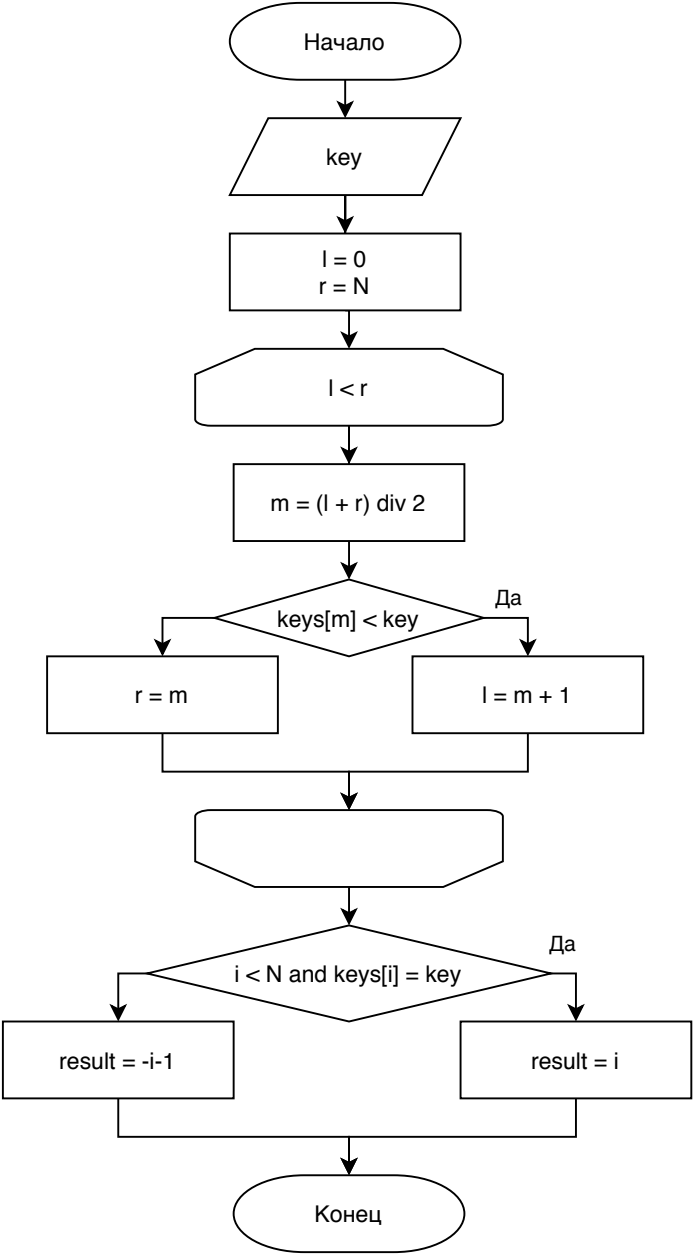 Начало
key
l = 0
r = N
l < r
m = (l + r) div 2
keys[m] < key
Да
r = m
l = m + 1
i < N and keys[i] = key
Да
result = -i-1
result = i
Конец